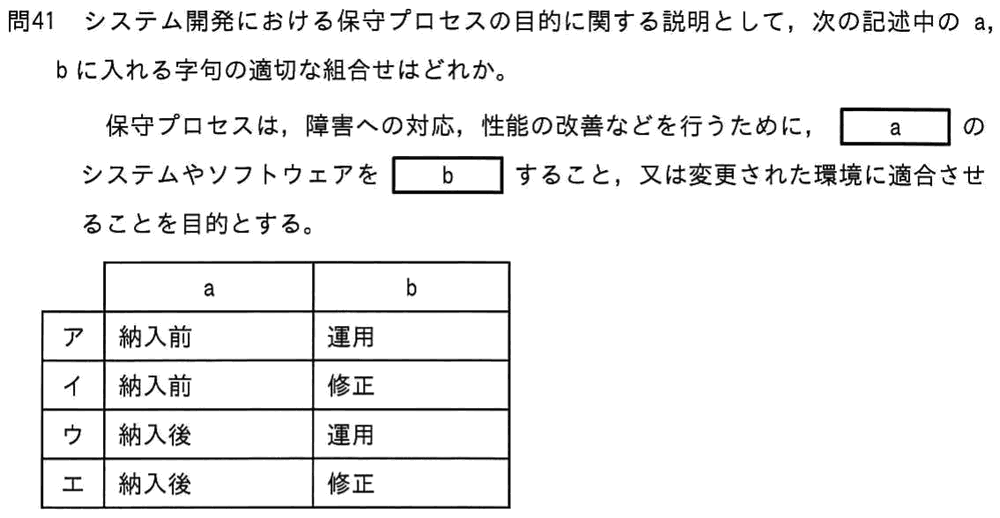 問41 システム開発における保守プロセスの目的に関する説明として，次の記述中の a，
b に入れる字句の適切な組合せはどれか。
保守プロセスは，障害への対応，性能の改善などを行うために， a の
システムやソフトウェアを b すること，又は変更された環境に適合させ
ることを目的とする。
a b
ア 納入前 運用
イ 納入前 修正
ウ 納入後 運用
エ 納入後 修正